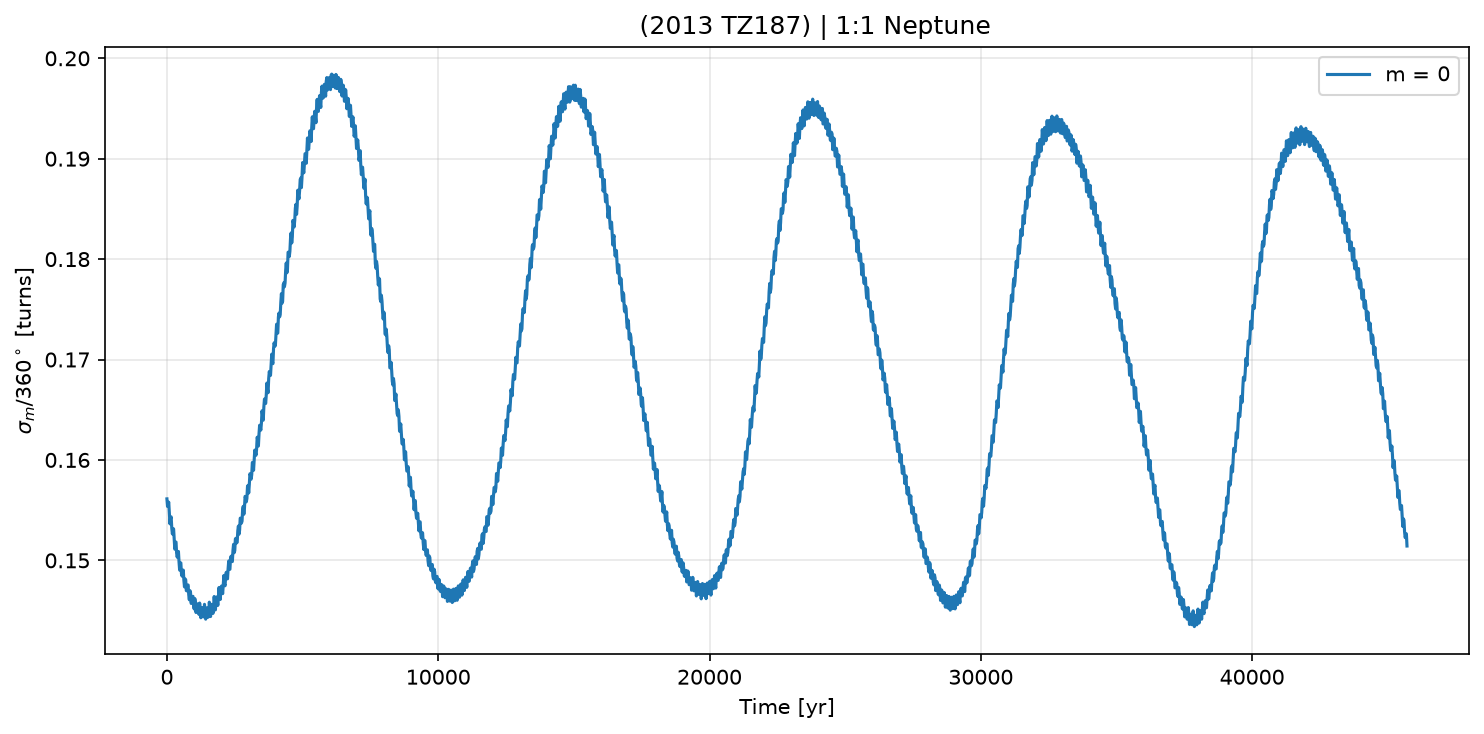 (2013 TZ187) | 1:1 Neptune
m = 0
σₘ/360° [turns]
0.20
0.19
0.18
0.17
0.16
0.15
0 10000 20000 30000 40000
Time [yr]